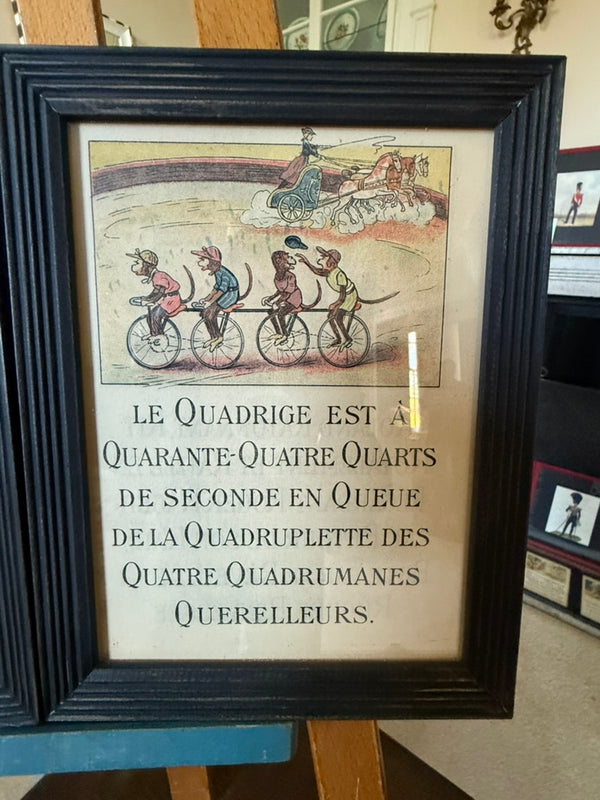 LE QUADRIGE EST À
QUARANTE-QUATRE QUARTS
DE SECONDE EN QUEUE
DE LA QUADRUPLETTE DES
QUATRE QUADRUMANES
QUERELLEURS.